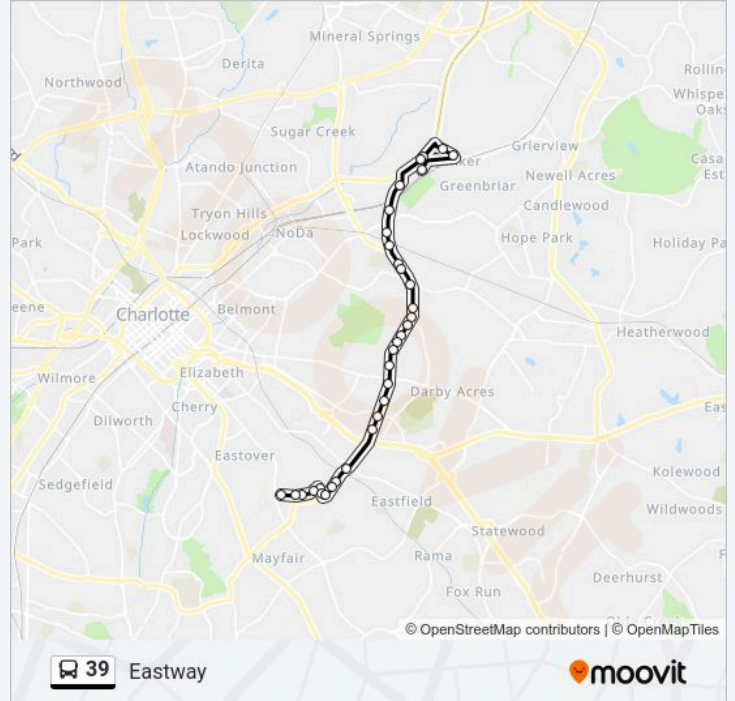 Mineral Springs
Derita
Northwood
Rollin
Whispe
Oaks
Sugar Creek
Grierview
Casa
Est
Atando Junction
ker
Newell Acres
Greenbriar
Candlewood
Tryon Hills
Lockwood
NoDa
Hope Park
Holiday Pa
Park
eene
Charlotte
Belmont
Heatherwood
Wilmore
Elizabeth
Darby Acres
Cherry
Eas
Dilworth
Eastover
Sedgefield
Kolewood
Eastfield
Wildwoods
Statewood
Mayfair
Rama
F
Deerhurst
Fox Run
© OpenStreetMap contributors | © OpenMapTiles
39 Eastway
moovit